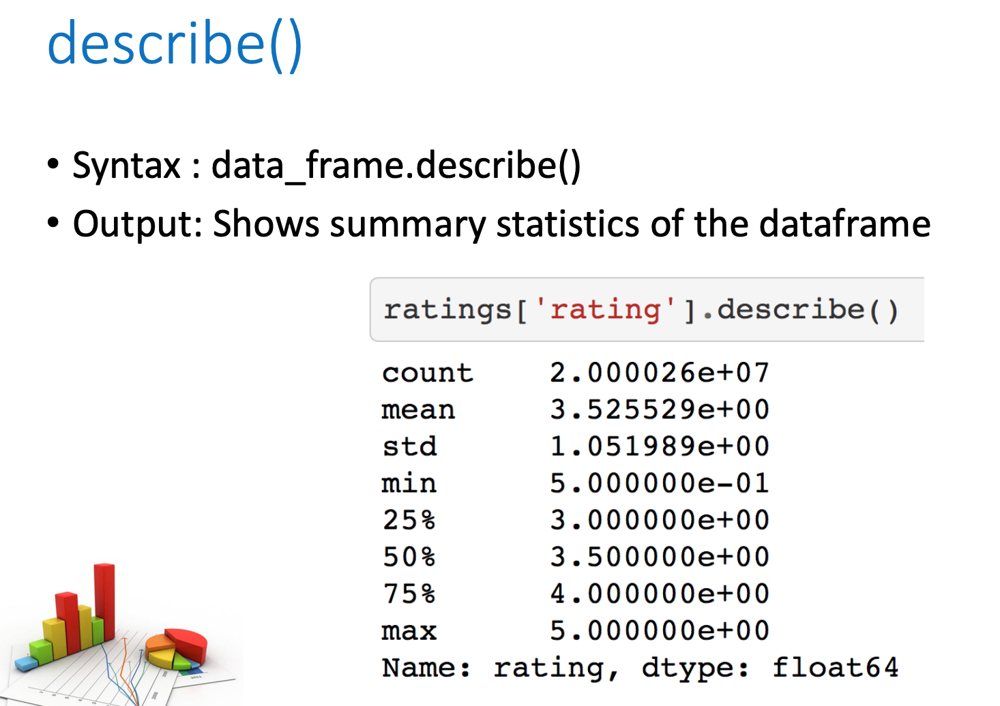 describe()
• Syntax : data_frame.describe()
• Output: Shows summary statistics of the dataframe
ratings['rating'].describe()
count 2.000026e+07
mean 3.525529e+00
std 1.051989e+00
min 5.000000e-01
25% 3.000000e+00
50% 3.500000e+00
75% 4.000000e+00
max 5.000000e+00
Name: rating, dtype: float64